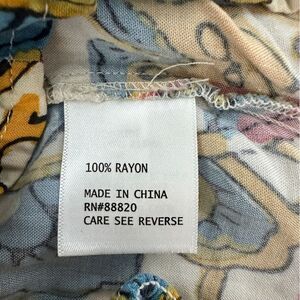 100% RAYON
MADE IN CHINA
RN#88820
CARE SEE REVERSE